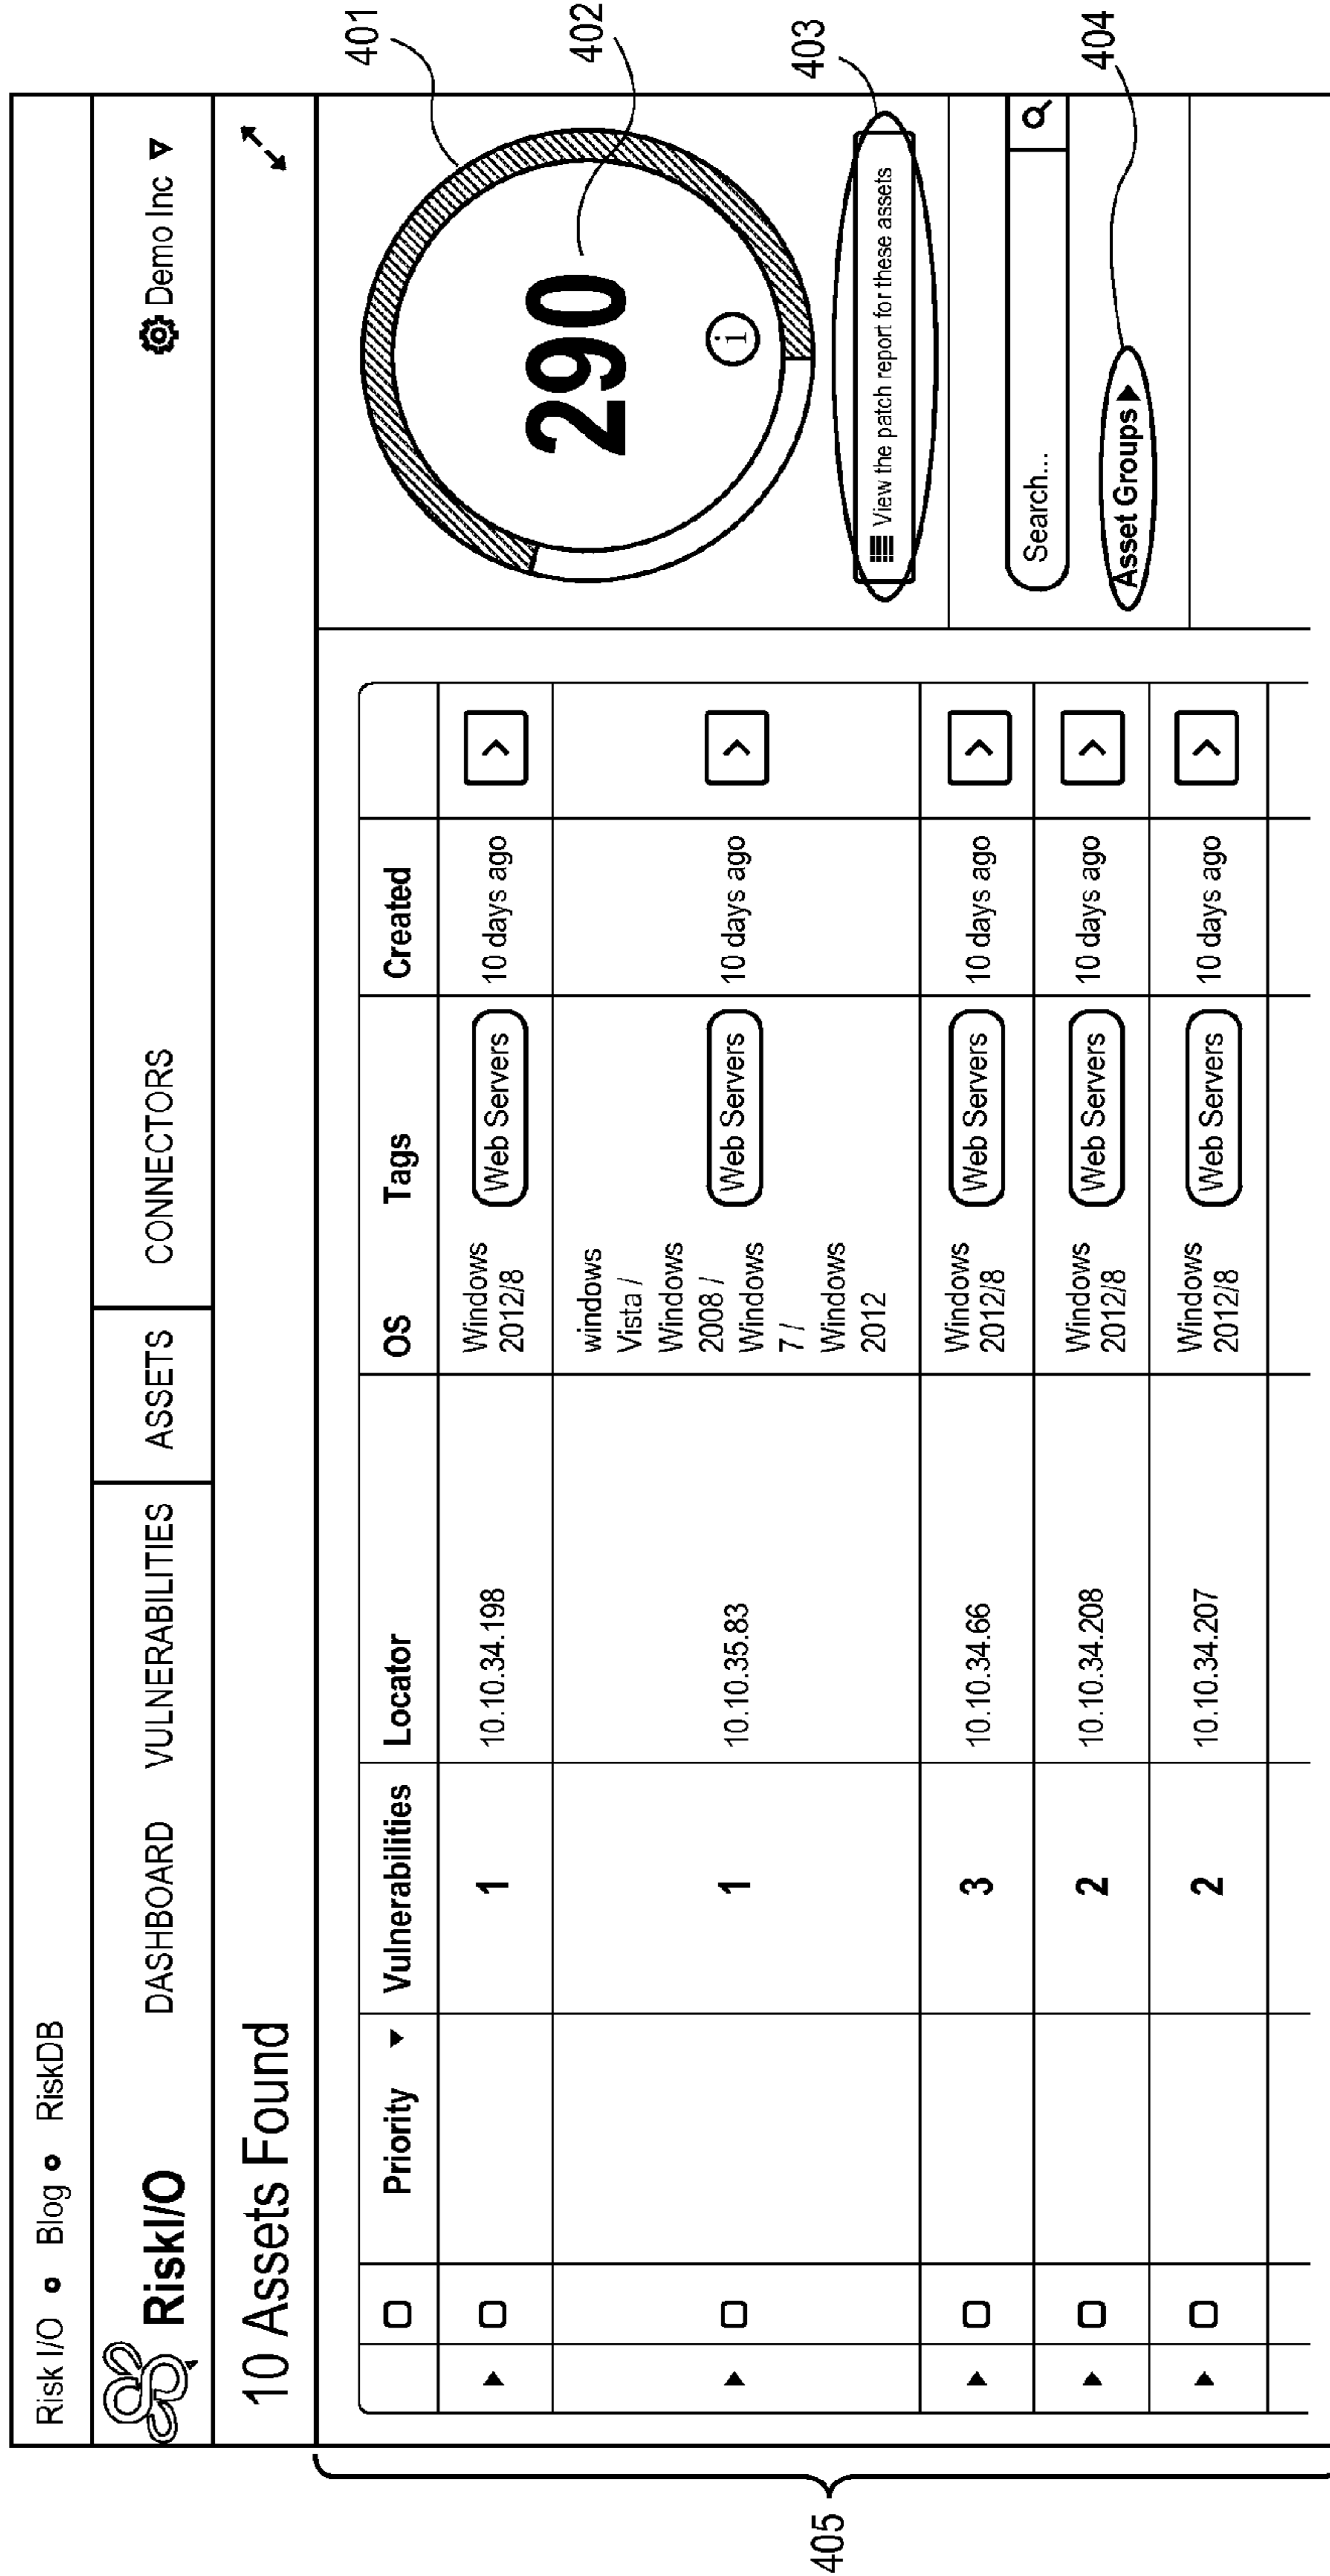 Risk I/O • Blog • RiskDB
RiskI/O
DASHBOARD VULNERABILITIES ASSETS CONNECTORS
Demo Inc
10 Assets Found
Priority Vulnerabilities Locator OS Tags Created
1 10.10.34.198 Windows
2012/8 Web Servers 10 days ago >
1 10.10.35.83 windows
Vista /
Windows
2008 /
Windows
7 /
Window
2012 Web Servers 10 days ago >
3 10.10.34.66 Windows
2012/8 Web Servers 10 days ago >
2 10.10.34.208 Windows
2012/8 Web Servers 10 days ago >
2 10.10.34.207 Windows
2012/8 Web Servers 10 days ago >
290
i
View the patch report for these assets
Search...
Asset Groups
401
402
403
404
405